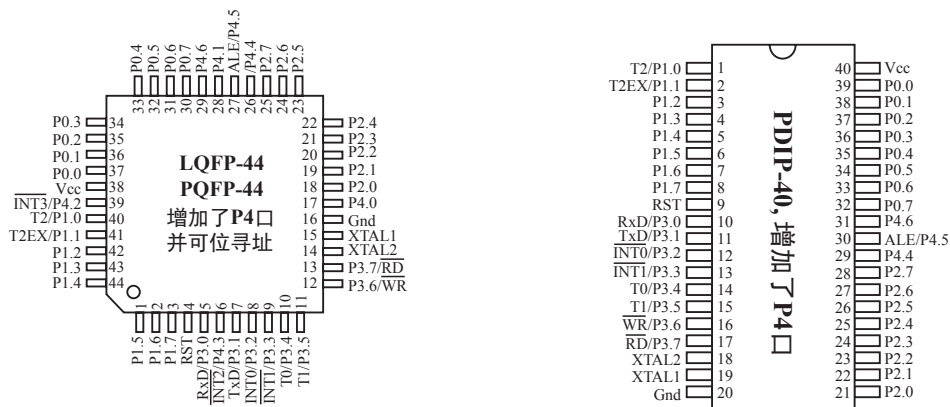 P0.4
P0.5
P0.6
P0.7
P4.6
P4.1
ALE/P4.5
/P4.4
P2.7
P2.6
P2.5
33
32
31
30
29
28
27
26
25
24
23
P0.3 34
P0.2 35
P0.1 36
P0.0 37
Vcc 38
INT3/P4.2 39
T2/P1.0 40
T2EX/P1.1 41
P1.2 42
P1.3 43
P1.4 44
LQFP-44
PQFP-44
增加了P4口
并可位寻址
22 P2.4
21 P2.3
20 P2.2
19 P2.1
18 P2.0
17 P4.0
16 Gnd
15 XTAL1
14 XTAL2
13 P3.7/RD
12 P3.6/WR
1
2
3
4
5
6
7
8
9
10
11
P1.5
P1.6
P1.7
RST
RxD/P3.0
INT2/P4.3
TxD/P3.1
INT0/P3.2
INT1/P3.3
T0/P3.4
T1/P3.5
T2/P1.0 1
T2EX/P1.1 2
P1.2 3
P1.3 4
P1.4 5
P1.5 6
P1.6 7
P1.7 8
RST 9
RxD/P3.0 10
TxD/P3.1 11
INT0/P3.2 12
INT1/P3.3 13
T0/P3.4 14
T1/P3.5 15
WR/P3.6 16
RD/P3.7 17
XTAL2 18
XTAL1 19
Gnd 20
PDIP-40, 增加了P4口
40 Vcc
39 P0.0
38 P0.1
37 P0.2
36 P0.3
35 P0.4
34 P0.5
33 P0.6
32 P0.7
31 P4.6
30 ALE/P4.5
29 P4.4
28 P2.7
27 P2.6
26 P2.5
25 P2.4
24 P2.3
23 P2.2
22 P2.1
21 P2.0